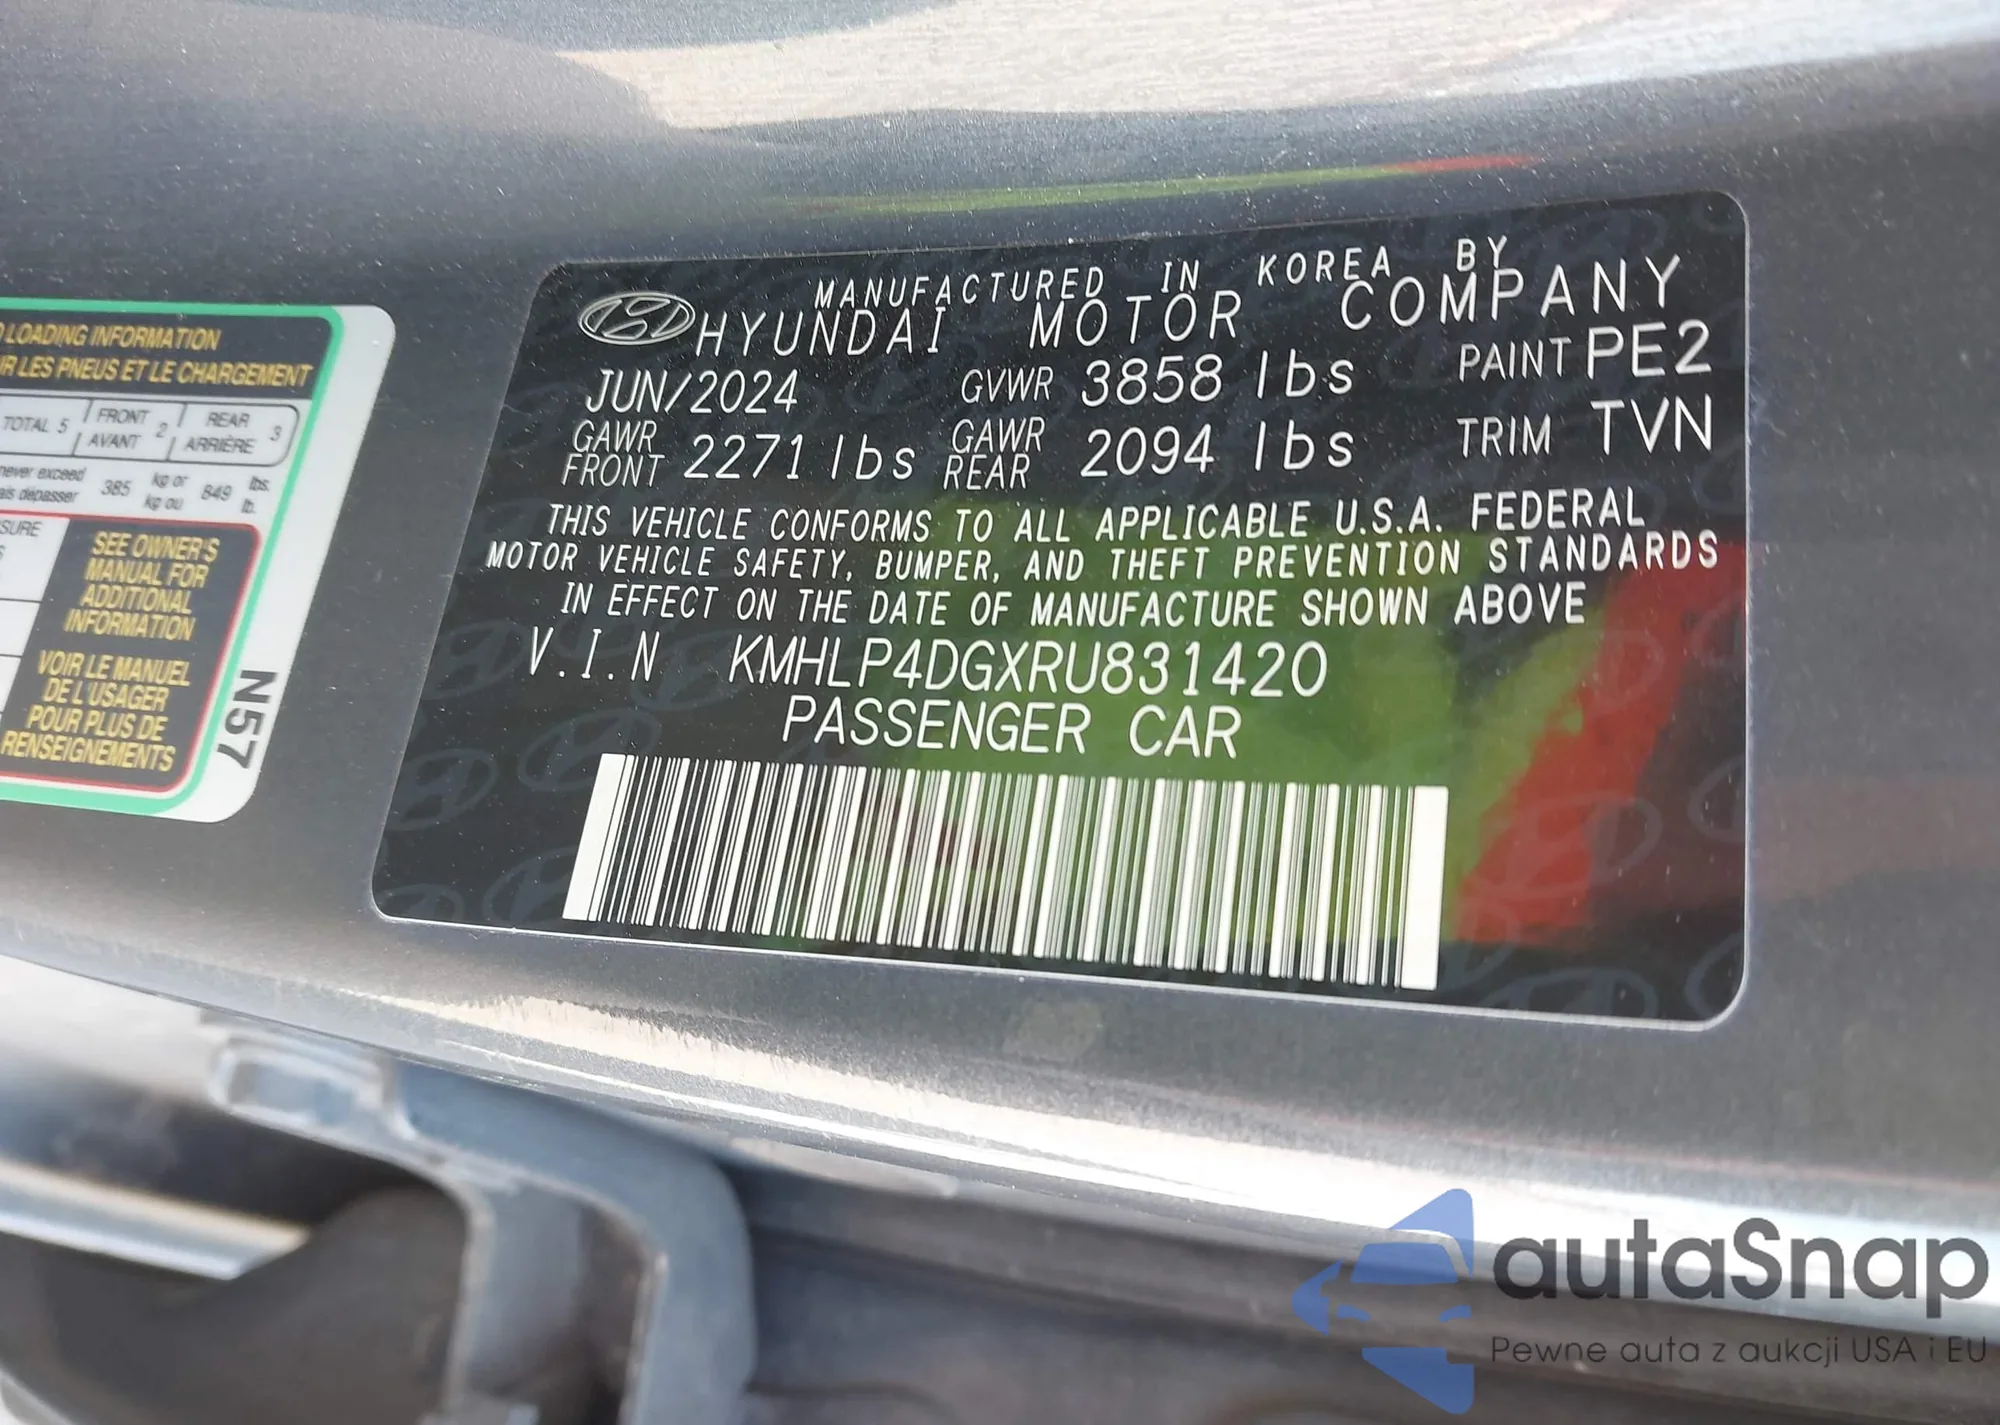 MANUFACTURED IN KOREA BY
HYUNDAI MOTOR COMPANY
JUN/2024 GVWR 3858 lbs PAINT PE2
GAWR FRONT 2271 lbs GAWR REAR 2094 lbs TRIM TVN
THIS VEHICLE CONFORMS TO ALL APPLICABLE U.S.A. FEDERAL
MOTOR VEHICLE SAFETY, BUMPER, AND THEFT PREVENTION STANDARDS
IN EFFECT ON THE DATE OF MANUFACTURE SHOWN ABOVE
V.I.N KMHLP4DGXRU831420
PASSENGER CAR
LOADING INFORMATION
LES PNEUS ET LE CHARGEMENT
TOTAL 5 FRONT AVANT 2 REAR ARRIÈRE 3
never exceed 385 kg or 849 lbs.
dépasser kg ou lb.
SEE OWNER'S
MANUAL FOR
ADDITIONAL
INFORMATION
VOIR LE MANUEL
DE L'USAGER
POUR PLUS DE
RENSEIGNEMENTS
N57
autaSnap
Pewne auta z aukcji USA i EU